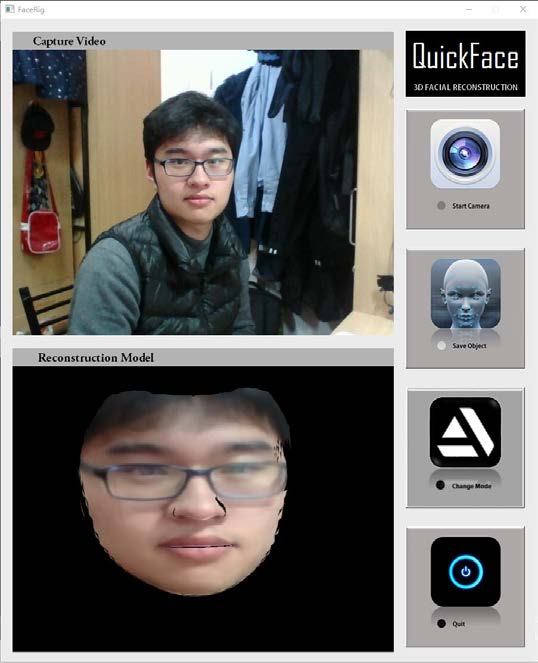 FaceRig
Capture Video
QuickFace
3D FACIAL RECONSTRUCTION
Start Camera
Save Object
Reconstruction Model
Change Mode
Quit